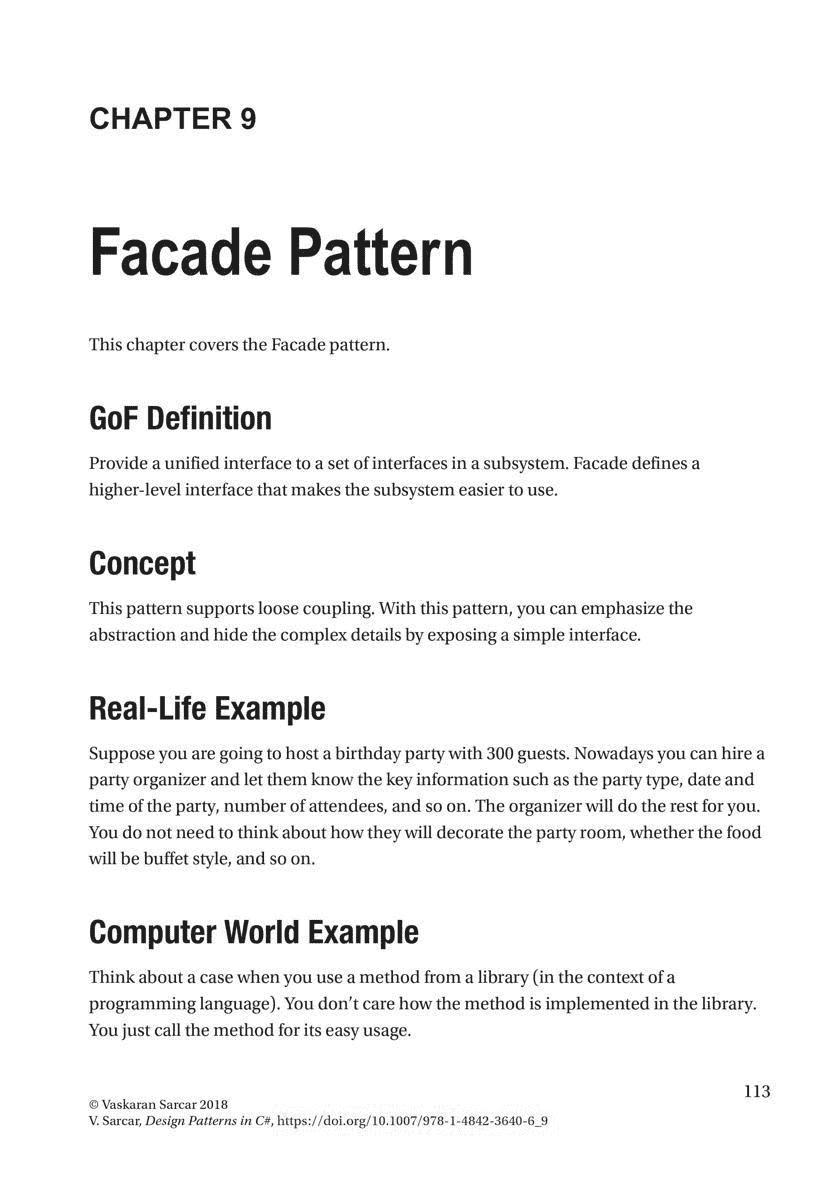 CHAPTER 9
Facade Pattern
This chapter covers the Facade pattern.
GoF Definition
Provide a unified interface to a set of interfaces in a subsystem. Facade defines a
higher-level interface that makes the subsystem easier to use.
Concept
This pattern supports loose coupling. With this pattern, you can emphasize the
abstraction and hide the complex details by exposing a simple interface.
Real-Life Example
Suppose you are going to host a birthday party with 300 guests. Nowadays you can hire a
party organizer and let them know the key information such as the party type, date and
time of the party, number of attendees, and so on. The organizer will do the rest for you.
You do not need to think about how they will decorate the party room, whether the food
will be buffet style, and so on.
Computer World Example
Think about a case when you use a method from a library (in the context of a
programming language). You don’t care how the method is implemented in the library.
You just call the method for its easy usage.
113
© Vaskaran Sarcar 2018
V. Sarcar, Design Patterns in C#, https://doi.org/10.1007/978-1-4842-3640-6_9